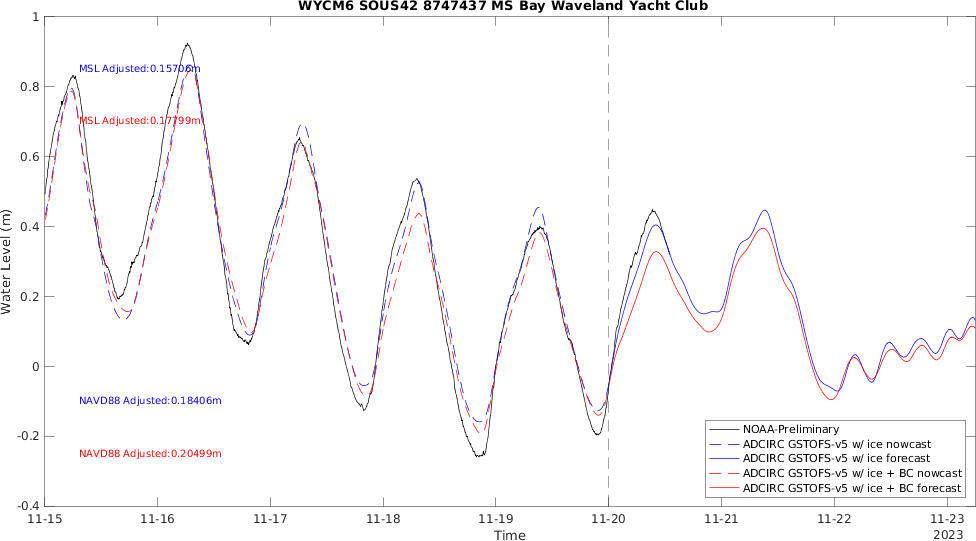 WYCM6 SOUS42 8747437 MS Bay Waveland Yacht Club
1
0.8
0.6
0.4
0.2
0
-0.2
-0.4
Water Level (m)
MSL Adjusted:0.15706m
MSL Adjusted:0.17799m
NAVD88 Adjusted:0.18406m
NAVD88 Adjusted:0.20499m
NOAA-Preliminary
ADCIRC GSTOFS-v5 w/ ice nowcast
ADCIRC GSTOFS-v5 w/ ice forecast
ADCIRC GSTOFS-v5 w/ ice + BC nowcast
ADCIRC GSTOFS-v5 w/ ice + BC forecast
11-15 11-16 11-17 11-18 11-19 11-20 11-21 11-22 11-23
Time
2023